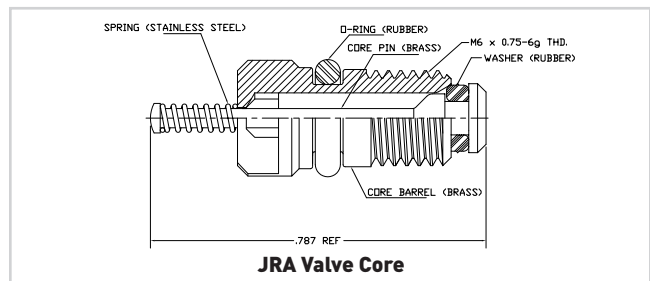 SPRING (STAINLESS STEEL)
O-RING (RUBBER)
CORE PIN (BRASS)
M6 x 0.75-6g THD.
WASHER (RUBBER)
CORE BARREL (BRASS)
.787 REF
JRA Valve Core